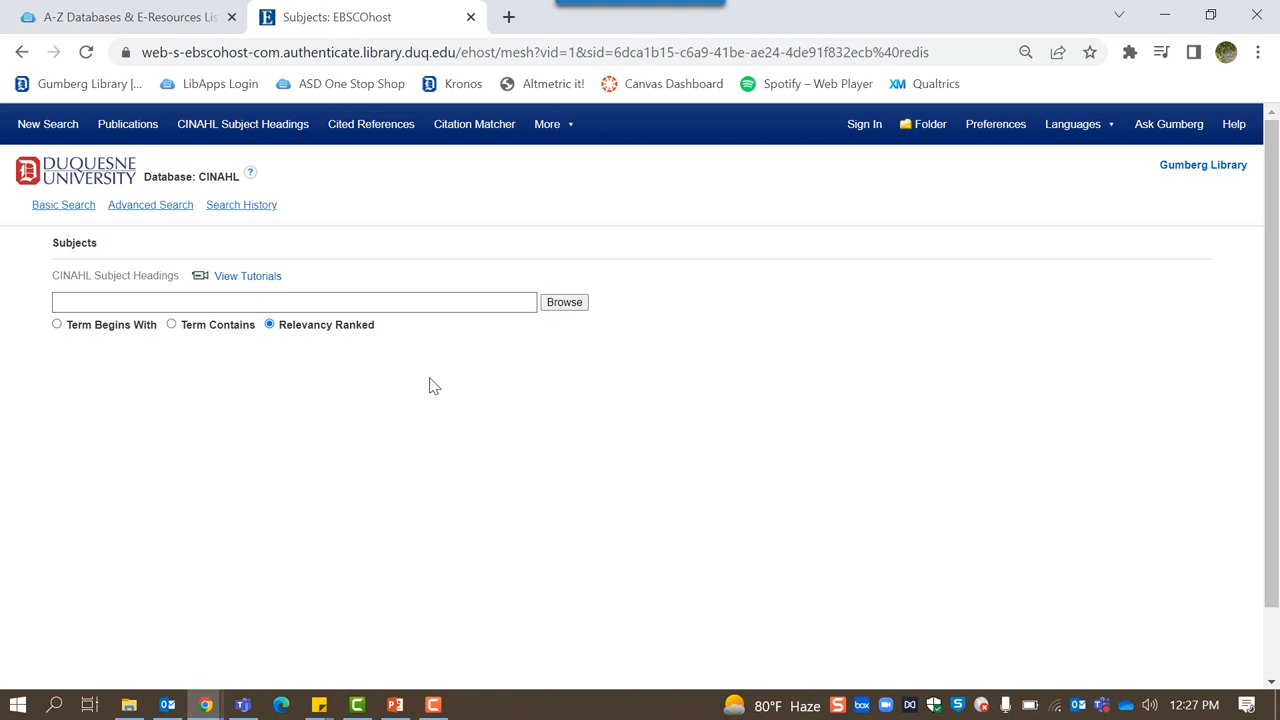 A-Z Databases & E-Resources Lis
Subjects: EBSCOhost
web-s-ebscohost-com.authenticate.library.duq.edu/ehost/mesh?vid=1&sid=6dca1b15-c6a9-41be-ae24-4de91f832ecb%40redis
Gumberg Library |... LibApps Login ASD One Stop Shop Kronos Altmetric it! Canvas Dashboard Spotify – Web Player XM Qualtrics
New Search Publications CINAHL Subject Headings Cited References Citation Matcher More Sign In Folder Preferences Languages Ask Gumberg Help
DUQUESNE
UNIVERSITY
Database: CINAHL ?
Gumberg Library
Basic Search Advanced Search Search History
Subjects
CINAHL Subject Headings View Tutorials
Browse
Term Begins With Term Contains Relevancy Ranked
80°F Haze box 12:27 PM